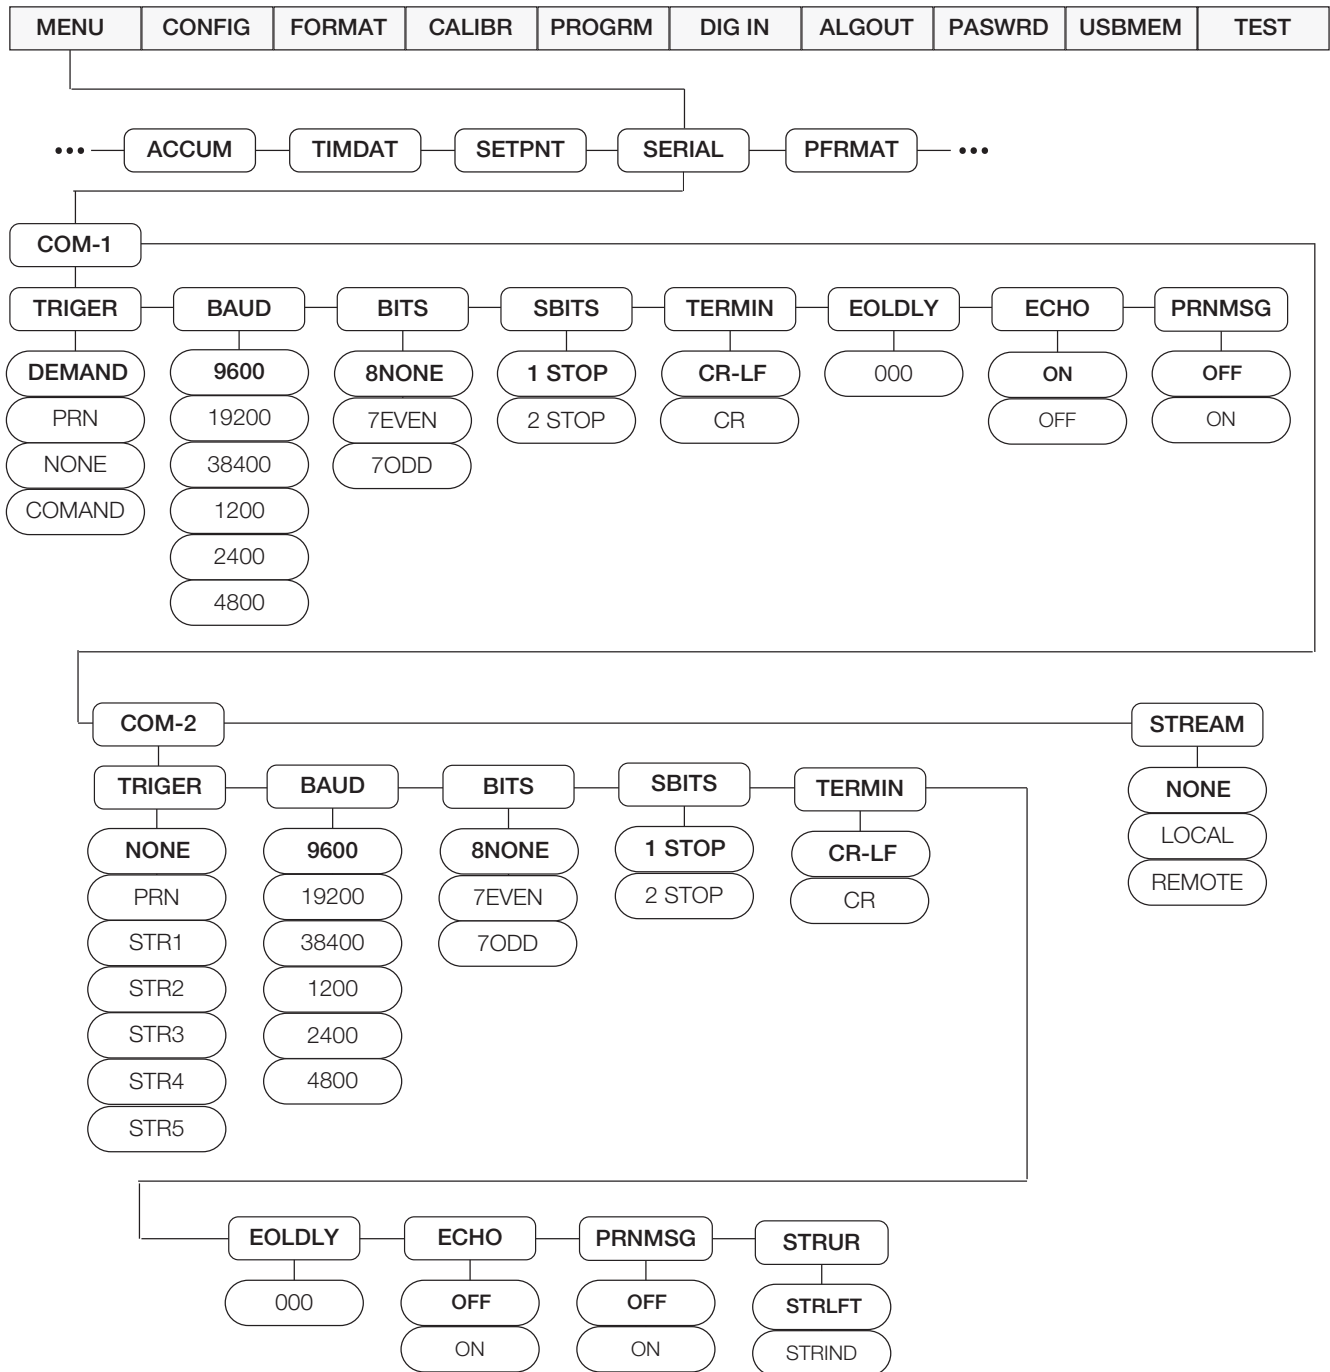 MENU CONFIG FORMAT CALIBR PROGRM DIG IN ALGOUT PASWRD USBMEM TEST
••• ACCUM TIMDAT SETPNT SERIAL PFRMAT •••
COM-1
TRIGER BAUD BITS SBITS TERMIN EOLDLY ECHO PRNMSG
DEMAND 9600 8NONE 1 STOP CR-LF 000 ON OFF
PRN 19200 7EVEN 2 STOP CR OFF ON
NONE 38400 7ODD
COMAND 1200
2400
4800
COM-2 STREAM
TRIGER BAUD BITS SBITS TERMIN NONE
NONE 9600 8NONE 1 STOP CR-LF LOCAL
PRN 19200 7EVEN 2 STOP CR REMOTE
STR1 38400 7ODD
STR2 1200
STR3 2400
STR4 4800
STR5
EOLDLY ECHO PRNMSG STRUR
000 OFF OFF STRLFT
ON ON STRIND